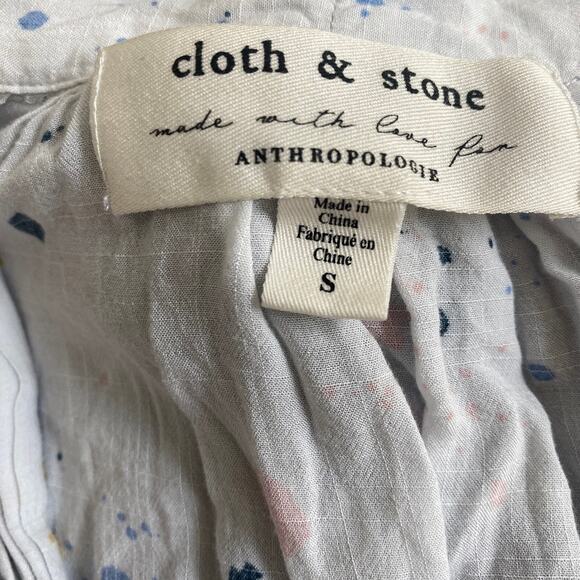 cloth & stone
made with love for
ANTHROPOLOGIE
Made in
China
Fabriqué en
Chine
S